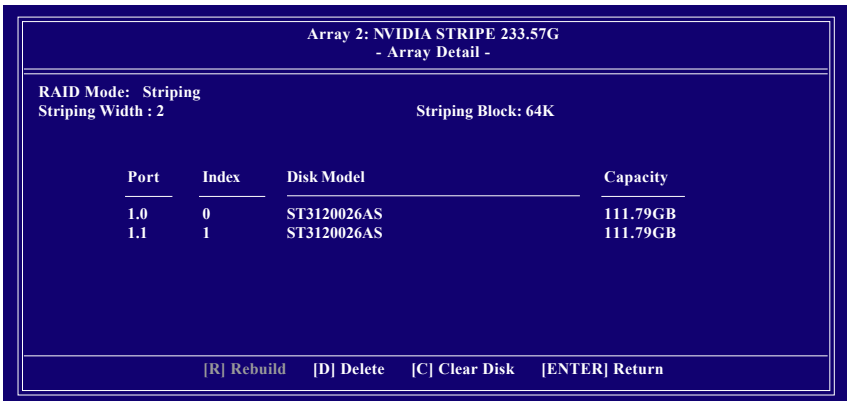 Array 2: NVIDIA STRIPE 233.57G
- Array Detail -
RAID Mode: Striping
Striping Width : 2 Striping Block: 64K
Port Index Disk Model Capacity
1.0 0 ST3120026AS 111.79GB
1.1 1 ST3120026AS 111.79GB
[R] Rebuild [D] Delete [C] Clear Disk [ENTER] Return